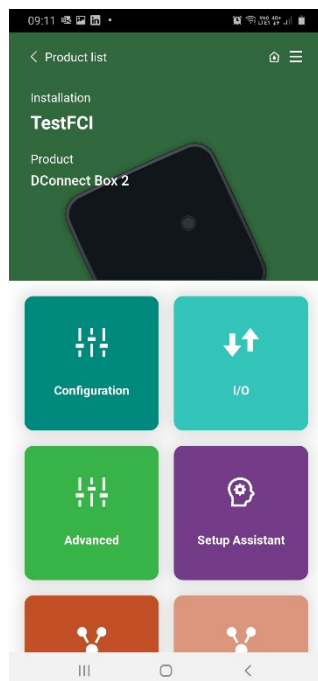 09:11
Product list
Installation
TestFCI
Product
DConnect Box 2
Configuration
I/O
Advanced
Setup Assistant